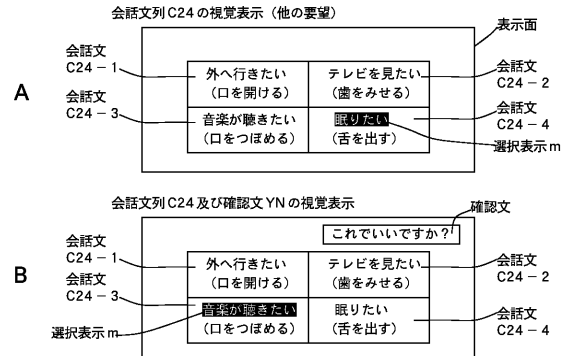 会話文列C24の視覚表示（他の要望）
表示面
会話文
C24－1
外へ行きたい
（口を開ける）
テレビを見たい
（歯をみせる）
会話文
C24－2
A
会話文
C24－3
音楽が聴きたい
（口をつぼめる）
眠りたい
（舌を出す）
会話文
C24－4
選択表示m
会話文列C24及び確認文YNの視覚表示
確認文
これでいいですか？
会話文
C24－1
外へ行きたい
（口を開ける）
テレビを見たい
（歯をみせる）
会話文
C24－2
B
会話文
C24－3
音楽が聴きたい
（口をつぼめる）
眠りたい
（舌を出す）
会話文
C24－4
選択表示m